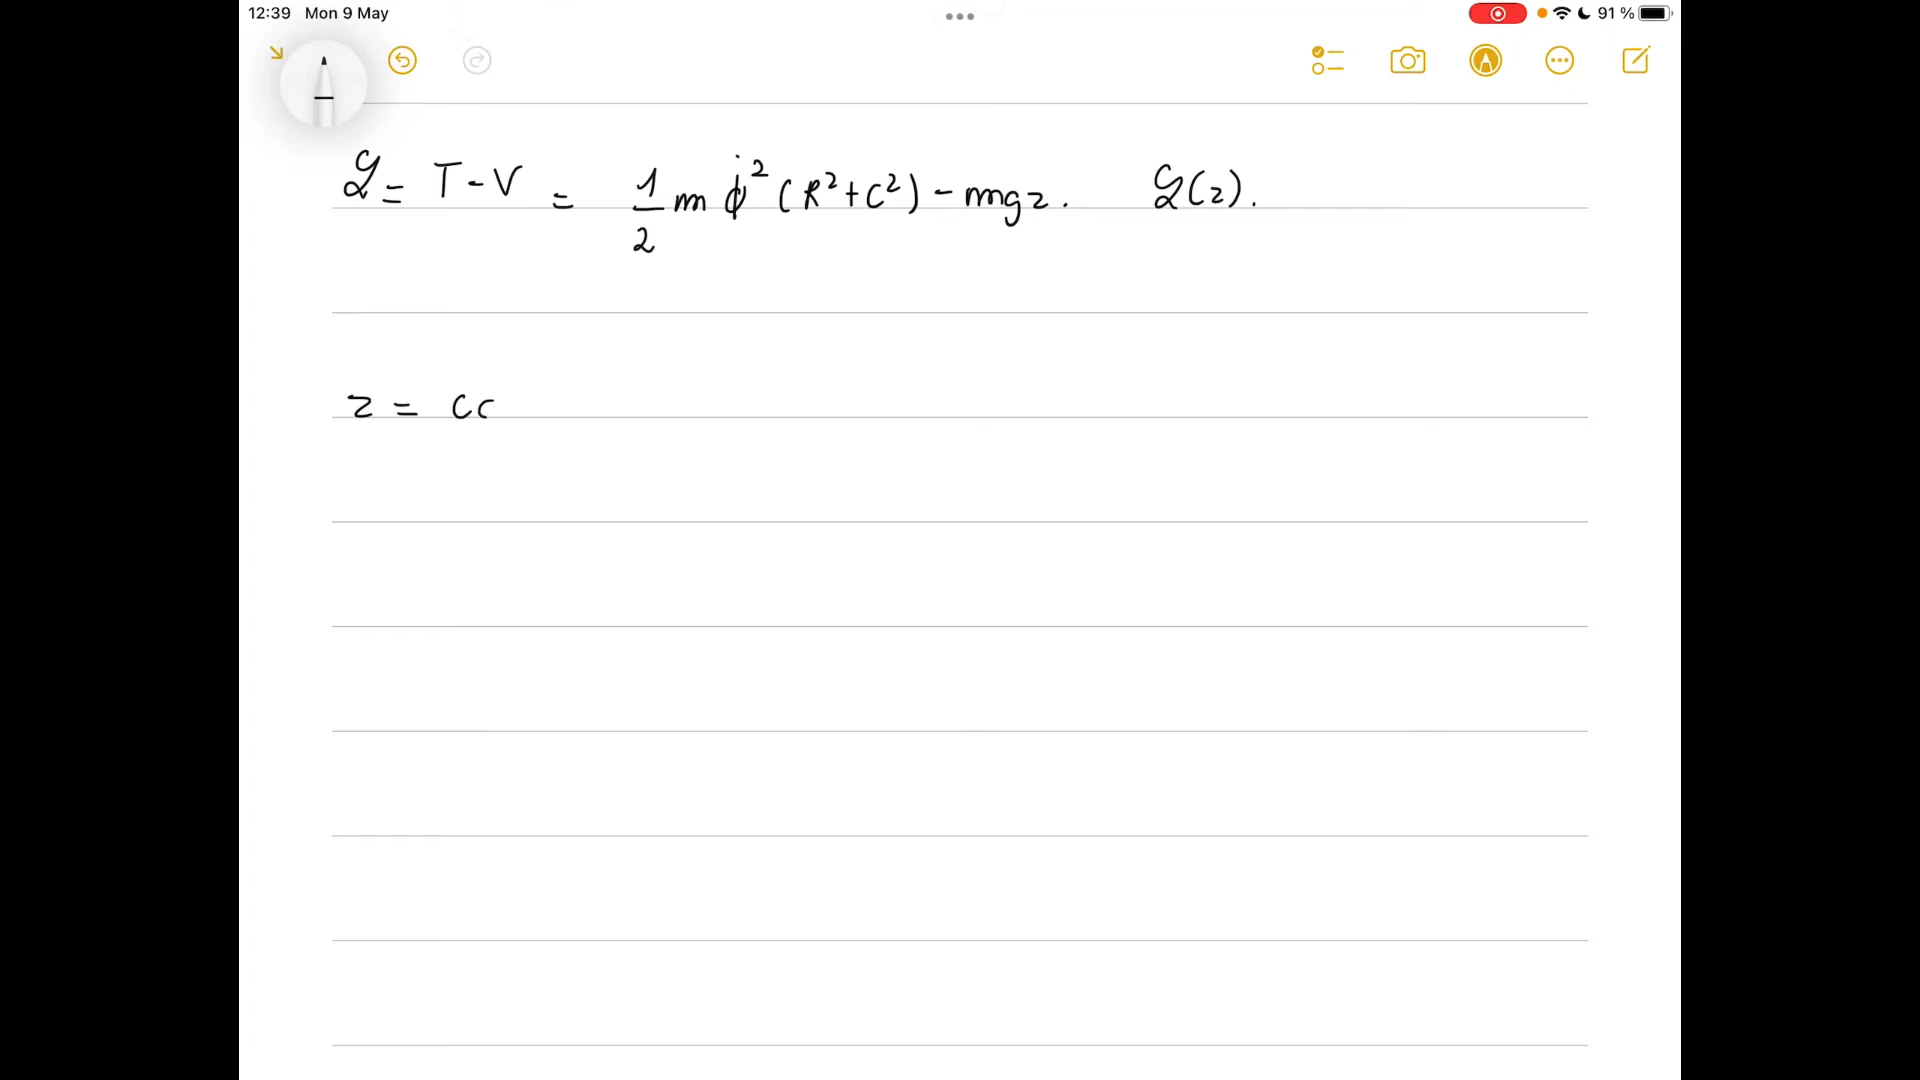 12:39 Mon 9 May 91 %
ℒ = T - V = 1/2 m φ̇² (R² + C²) - mgz. ℒ(z).
z = cc